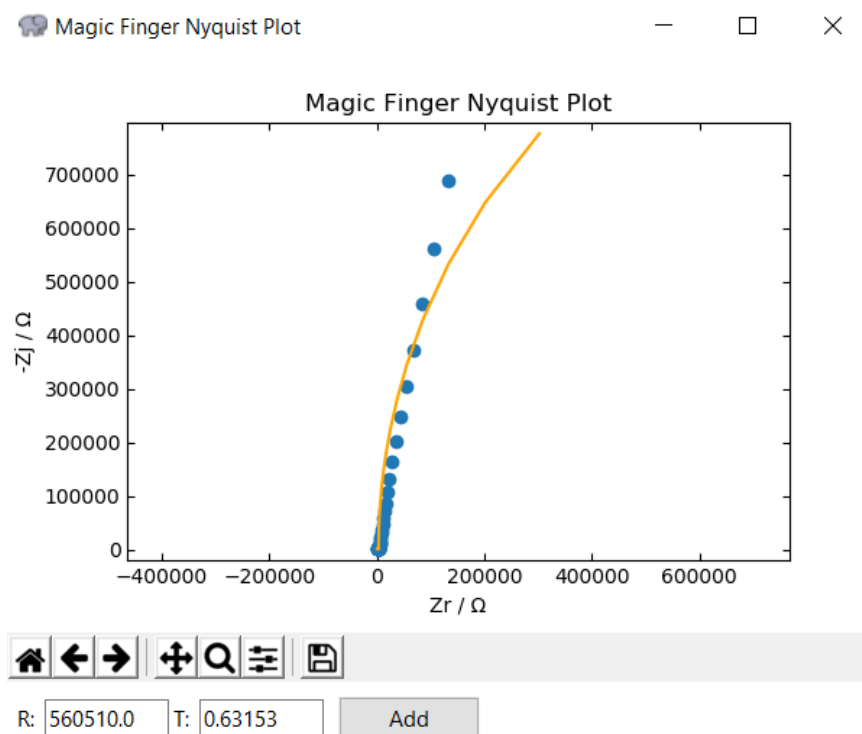 Magic Finger Nyquist Plot
Magic Finger Nyquist Plot
700000
600000
500000
400000
300000
200000
100000
0
-Zj / Ω
−400000 −200000 0 200000 400000 600000
Zr / Ω
R: 560510.0 T: 0.63153 Add